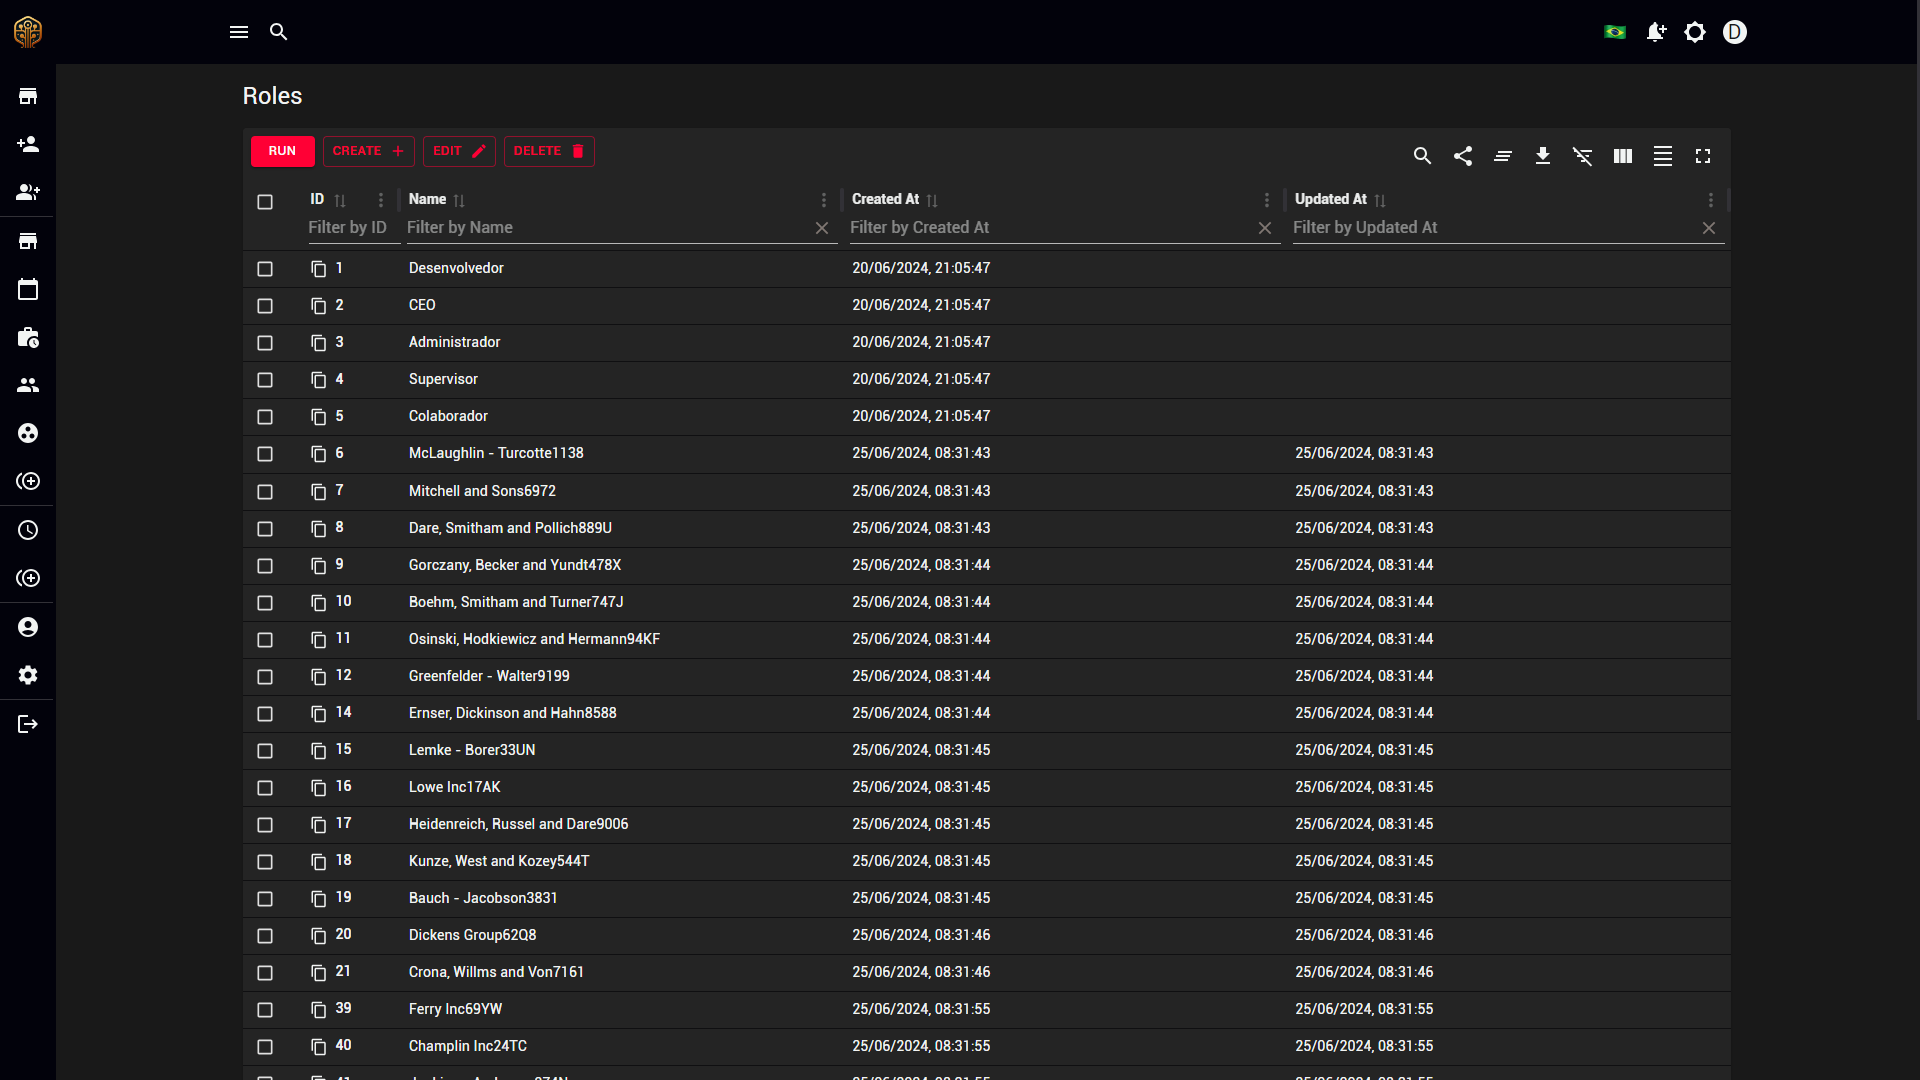 D
Roles
RUN CREATE EDIT DELETE
ID Name Created At Updated At
Filter by ID Filter by Name Filter by Created At Filter by Updated At
1 Desenvolvedor 20/06/2024, 21:05:47
2 CEO 20/06/2024, 21:05:47
3 Administrador 20/06/2024, 21:05:47
4 Supervisor 20/06/2024, 21:05:47
5 Colaborador 20/06/2024, 21:05:47
6 McLaughlin - Turcotte1138 25/06/2024, 08:31:43 25/06/2024, 08:31:43
7 Mitchell and Sons6972 25/06/2024, 08:31:43 25/06/2024, 08:31:43
8 Dare, Smitham and Pollich889U 25/06/2024, 08:31:43 25/06/2024, 08:31:43
9 Gorczany, Becker and Yundt478X 25/06/2024, 08:31:44 25/06/2024, 08:31:44
10 Boehm, Smitham and Turner747J 25/06/2024, 08:31:44 25/06/2024, 08:31:44
11 Osinski, Hodkiewicz and Hermann94KF 25/06/2024, 08:31:44 25/06/2024, 08:31:44
12 Greenfelder - Walter9199 25/06/2024, 08:31:44 25/06/2024, 08:31:44
14 Ernser, Dickinson and Hahn8588 25/06/2024, 08:31:44 25/06/2024, 08:31:44
15 Lemke - Borer33UN 25/06/2024, 08:31:45 25/06/2024, 08:31:45
16 Lowe Inc17AK 25/06/2024, 08:31:45 25/06/2024, 08:31:45
17 Heidenreich, Russel and Dare9006 25/06/2024, 08:31:45 25/06/2024, 08:31:45
18 Kunze, West and Kozey544T 25/06/2024, 08:31:45 25/06/2024, 08:31:45
19 Bauch - Jacobson3831 25/06/2024, 08:31:45 25/06/2024, 08:31:45
20 Dickens Group62Q8 25/06/2024, 08:31:46 25/06/2024, 08:31:46
21 Crona, Willms and Von7161 25/06/2024, 08:31:46 25/06/2024, 08:31:46
39 Ferry Inc69YW 25/06/2024, 08:31:55 25/06/2024, 08:31:55
40 Champlin Inc24TC 25/06/2024, 08:31:55 25/06/2024, 08:31:55